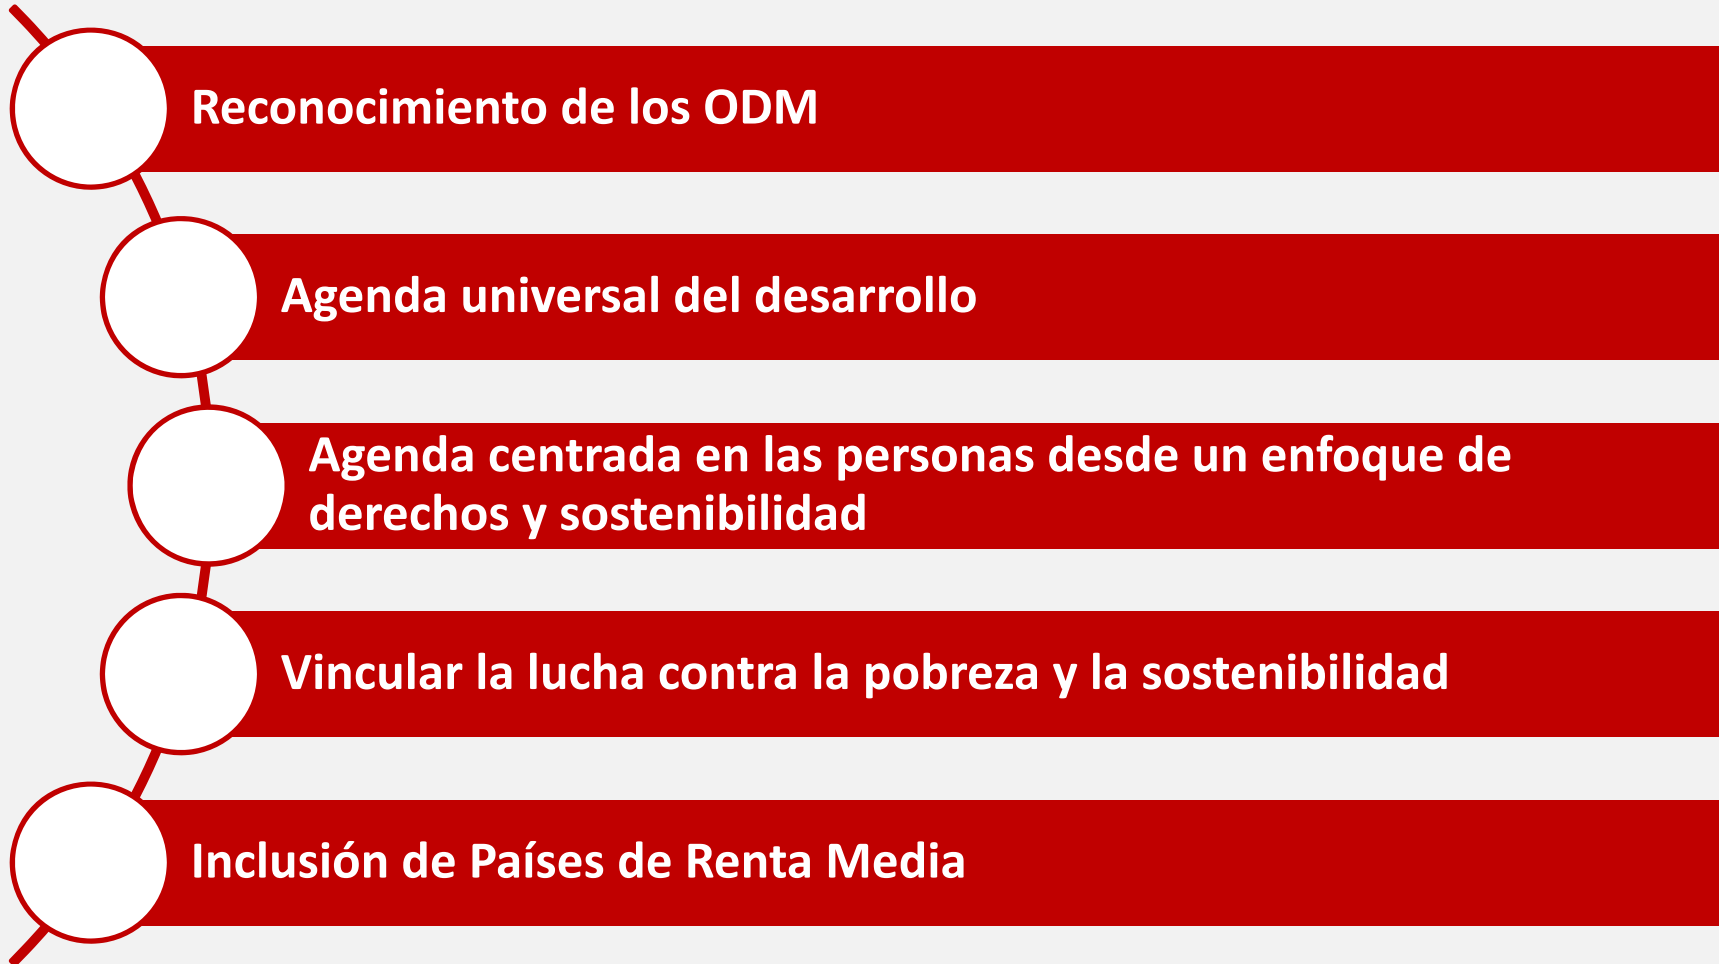 Reconocimiento de los ODM
Agenda universal del desarrollo
Agenda centrada en las personas desde un enfoque de
derechos y sostenibilidad
Vincular la lucha contra la pobreza y la sostenibilidad
Inclusión de Países de Renta Media